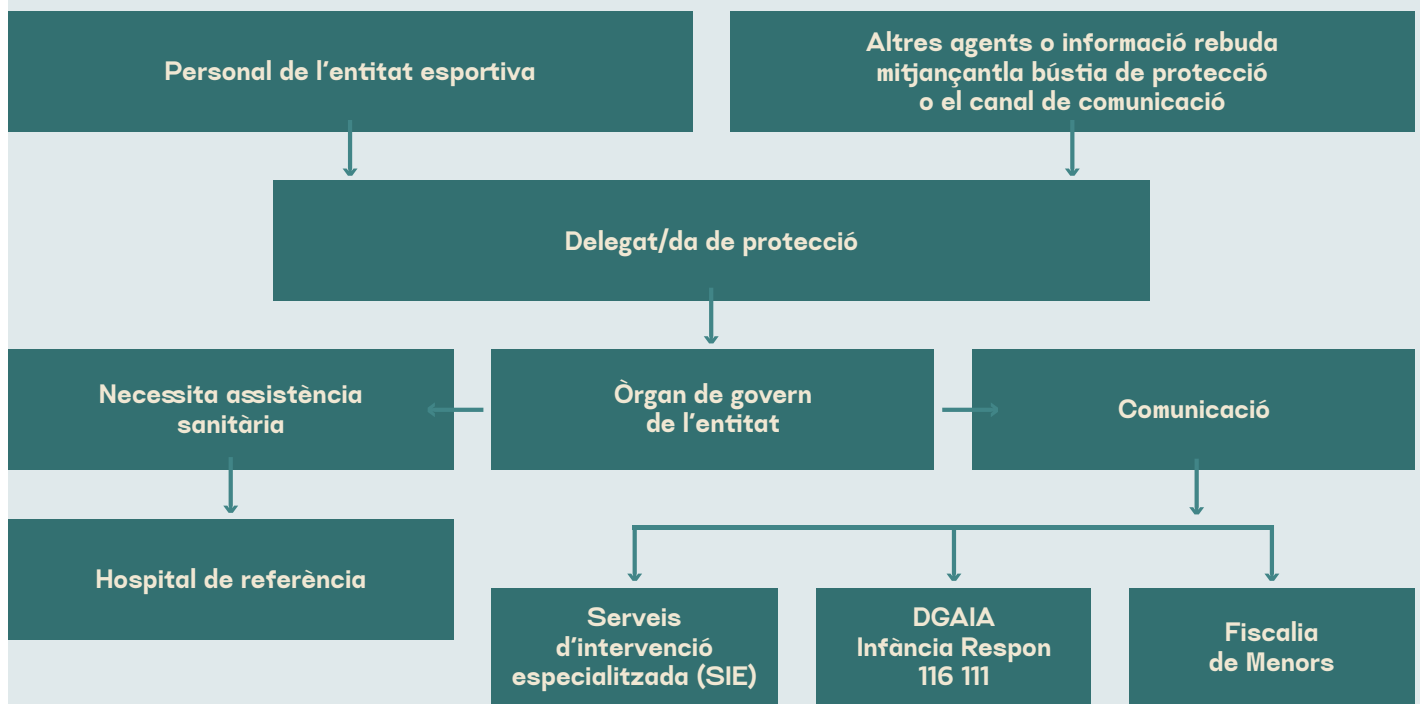 Personal de l'entitat esportiva
Altres agents o informació rebuda
mitjançantla bústia de protecció
o el canal de comunicació
Delegat/da de protecció
Necessita assistència
sanitària
Òrgan de govern
de l'entitat
Comunicació
Hospital de referència
Serveis
d'intervenció
especialitzada (SIE)
DGAIA
Infància Respon
116 111
Fiscalia
de Menors